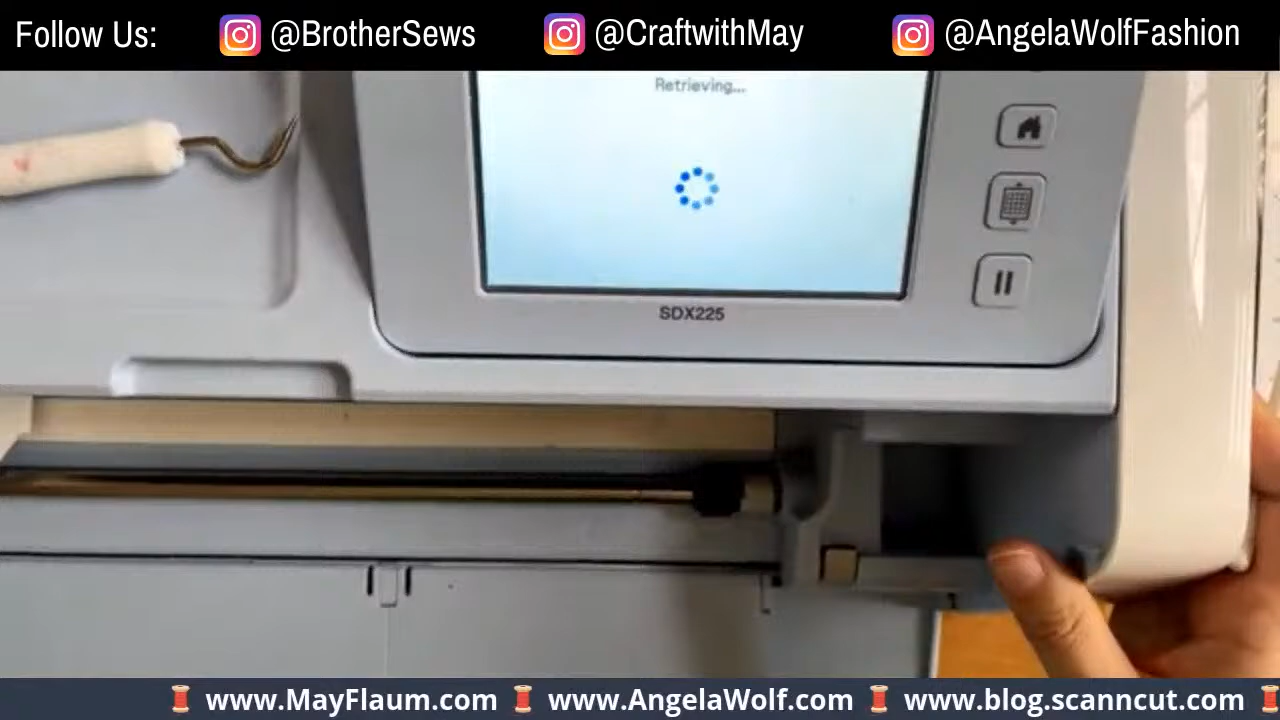 Follow Us: @BrotherSews @CraftwithMay @AngelaWolfFashion
Retrieving...
SDX225
www.MayFlaum.com www.AngelaWolf.com www.blog.scanncut.com